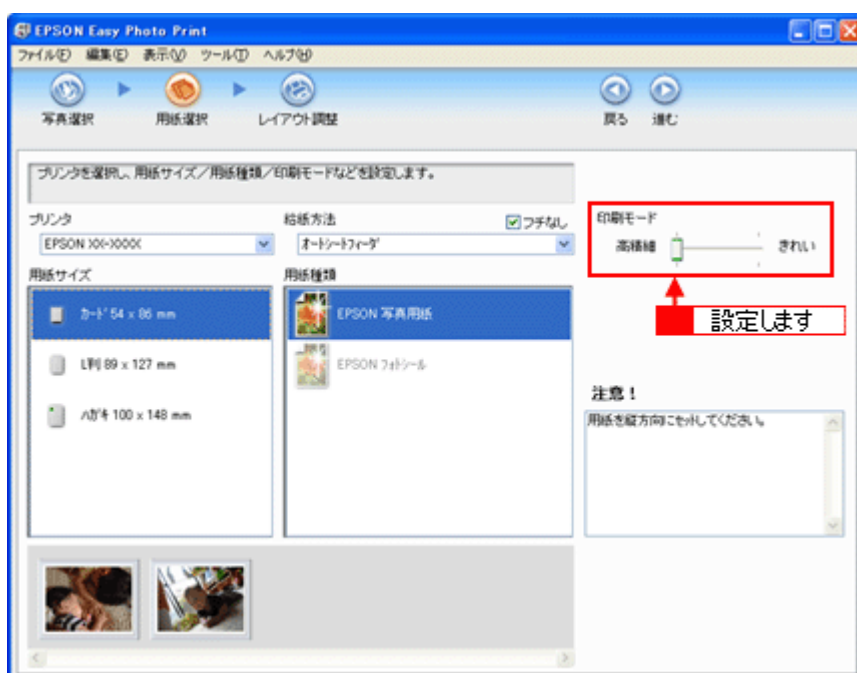 EPSON Easy Photo Print
ファイル(F) 編集(E) 表示(V) ツール(T) ヘルプ(H)
写真選択 用紙選択 レイアウト調整 戻る 進む
プリンタを選択し、用紙サイズ/用紙種類/印刷モードなどを設定します。
プリンタ 給紙方法 フチなし 印刷モード
EPSON XX-XXXX オートシートフィーダ 高精細 きれい
用紙サイズ 用紙種類
設定します
カード 54 x 86 mm EPSON 写真用紙
L判 89 x 127 mm EPSON フォトシール
ハガキ 100 x 148 mm
注意!
用紙を縦方向にセットしてください。